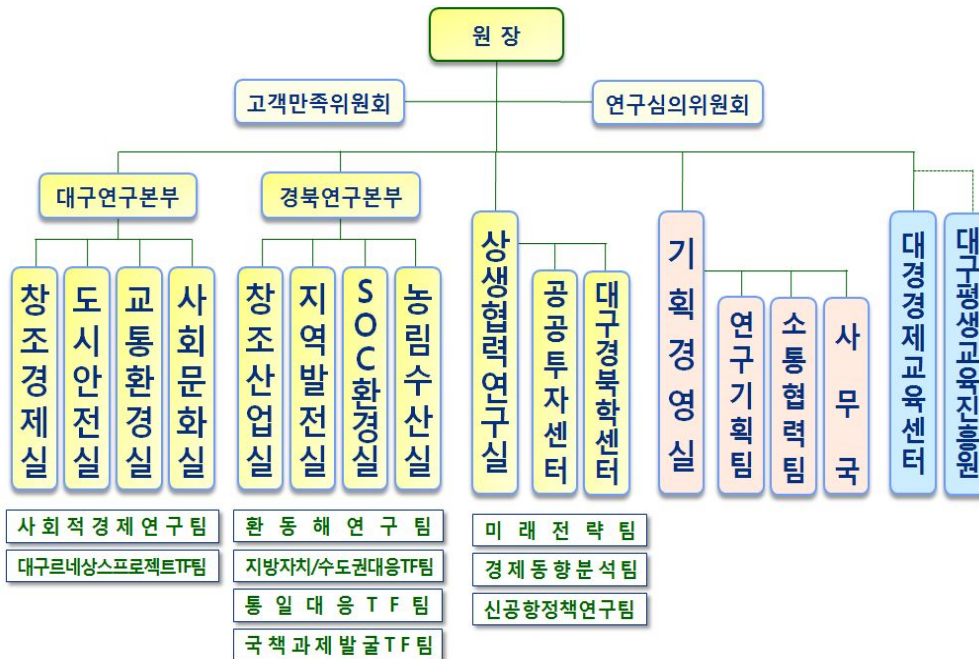 원 장
고객만족위원회
연구심의위원회
대구연구본부
경북연구본부
창조경제실
도시안전실
교통환경실
사회문화실
창조산업실
지역발전실
SOC환경실
농림수산실
상생협력연구실
공공투자센터
대구경북학센터
기획경영실
연구기획팀
소통협력팀
사무국
대경경제교육센터
대구평생교육진흥원
사회적경제연구팀
대구르네상스프로젝트TF팀
환동해연구팀
지방자치/수도권대응TF팀
통일대응TF팀
국책과제발굴TF팀
미래전략팀
경제동향분석팀
신공항정책연구팀